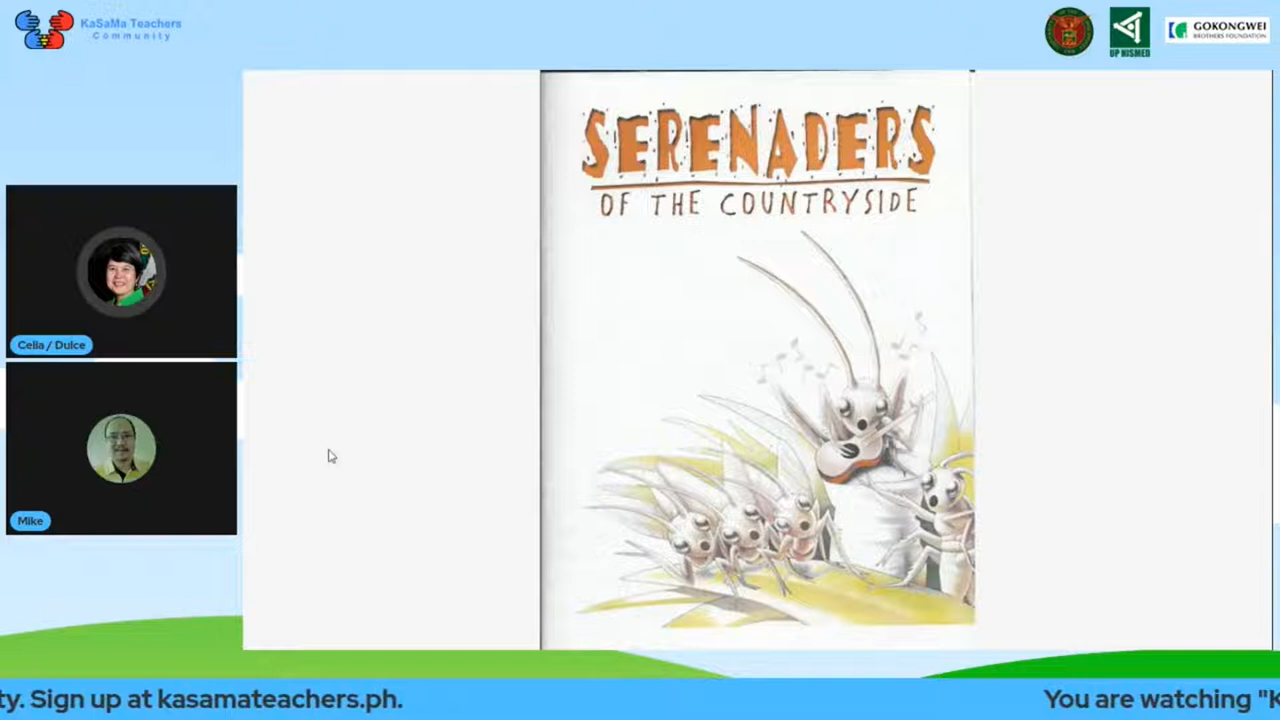 KaSaMa Teachers
Community
UP NISMED
GOKONGWEI
BROTHERS FOUNDATION
SERENADERS
OF THE COUNTRYSIDE
Celia / Dulce
Mike
ty. Sign up at kasamateachers.ph.
You are watching "K